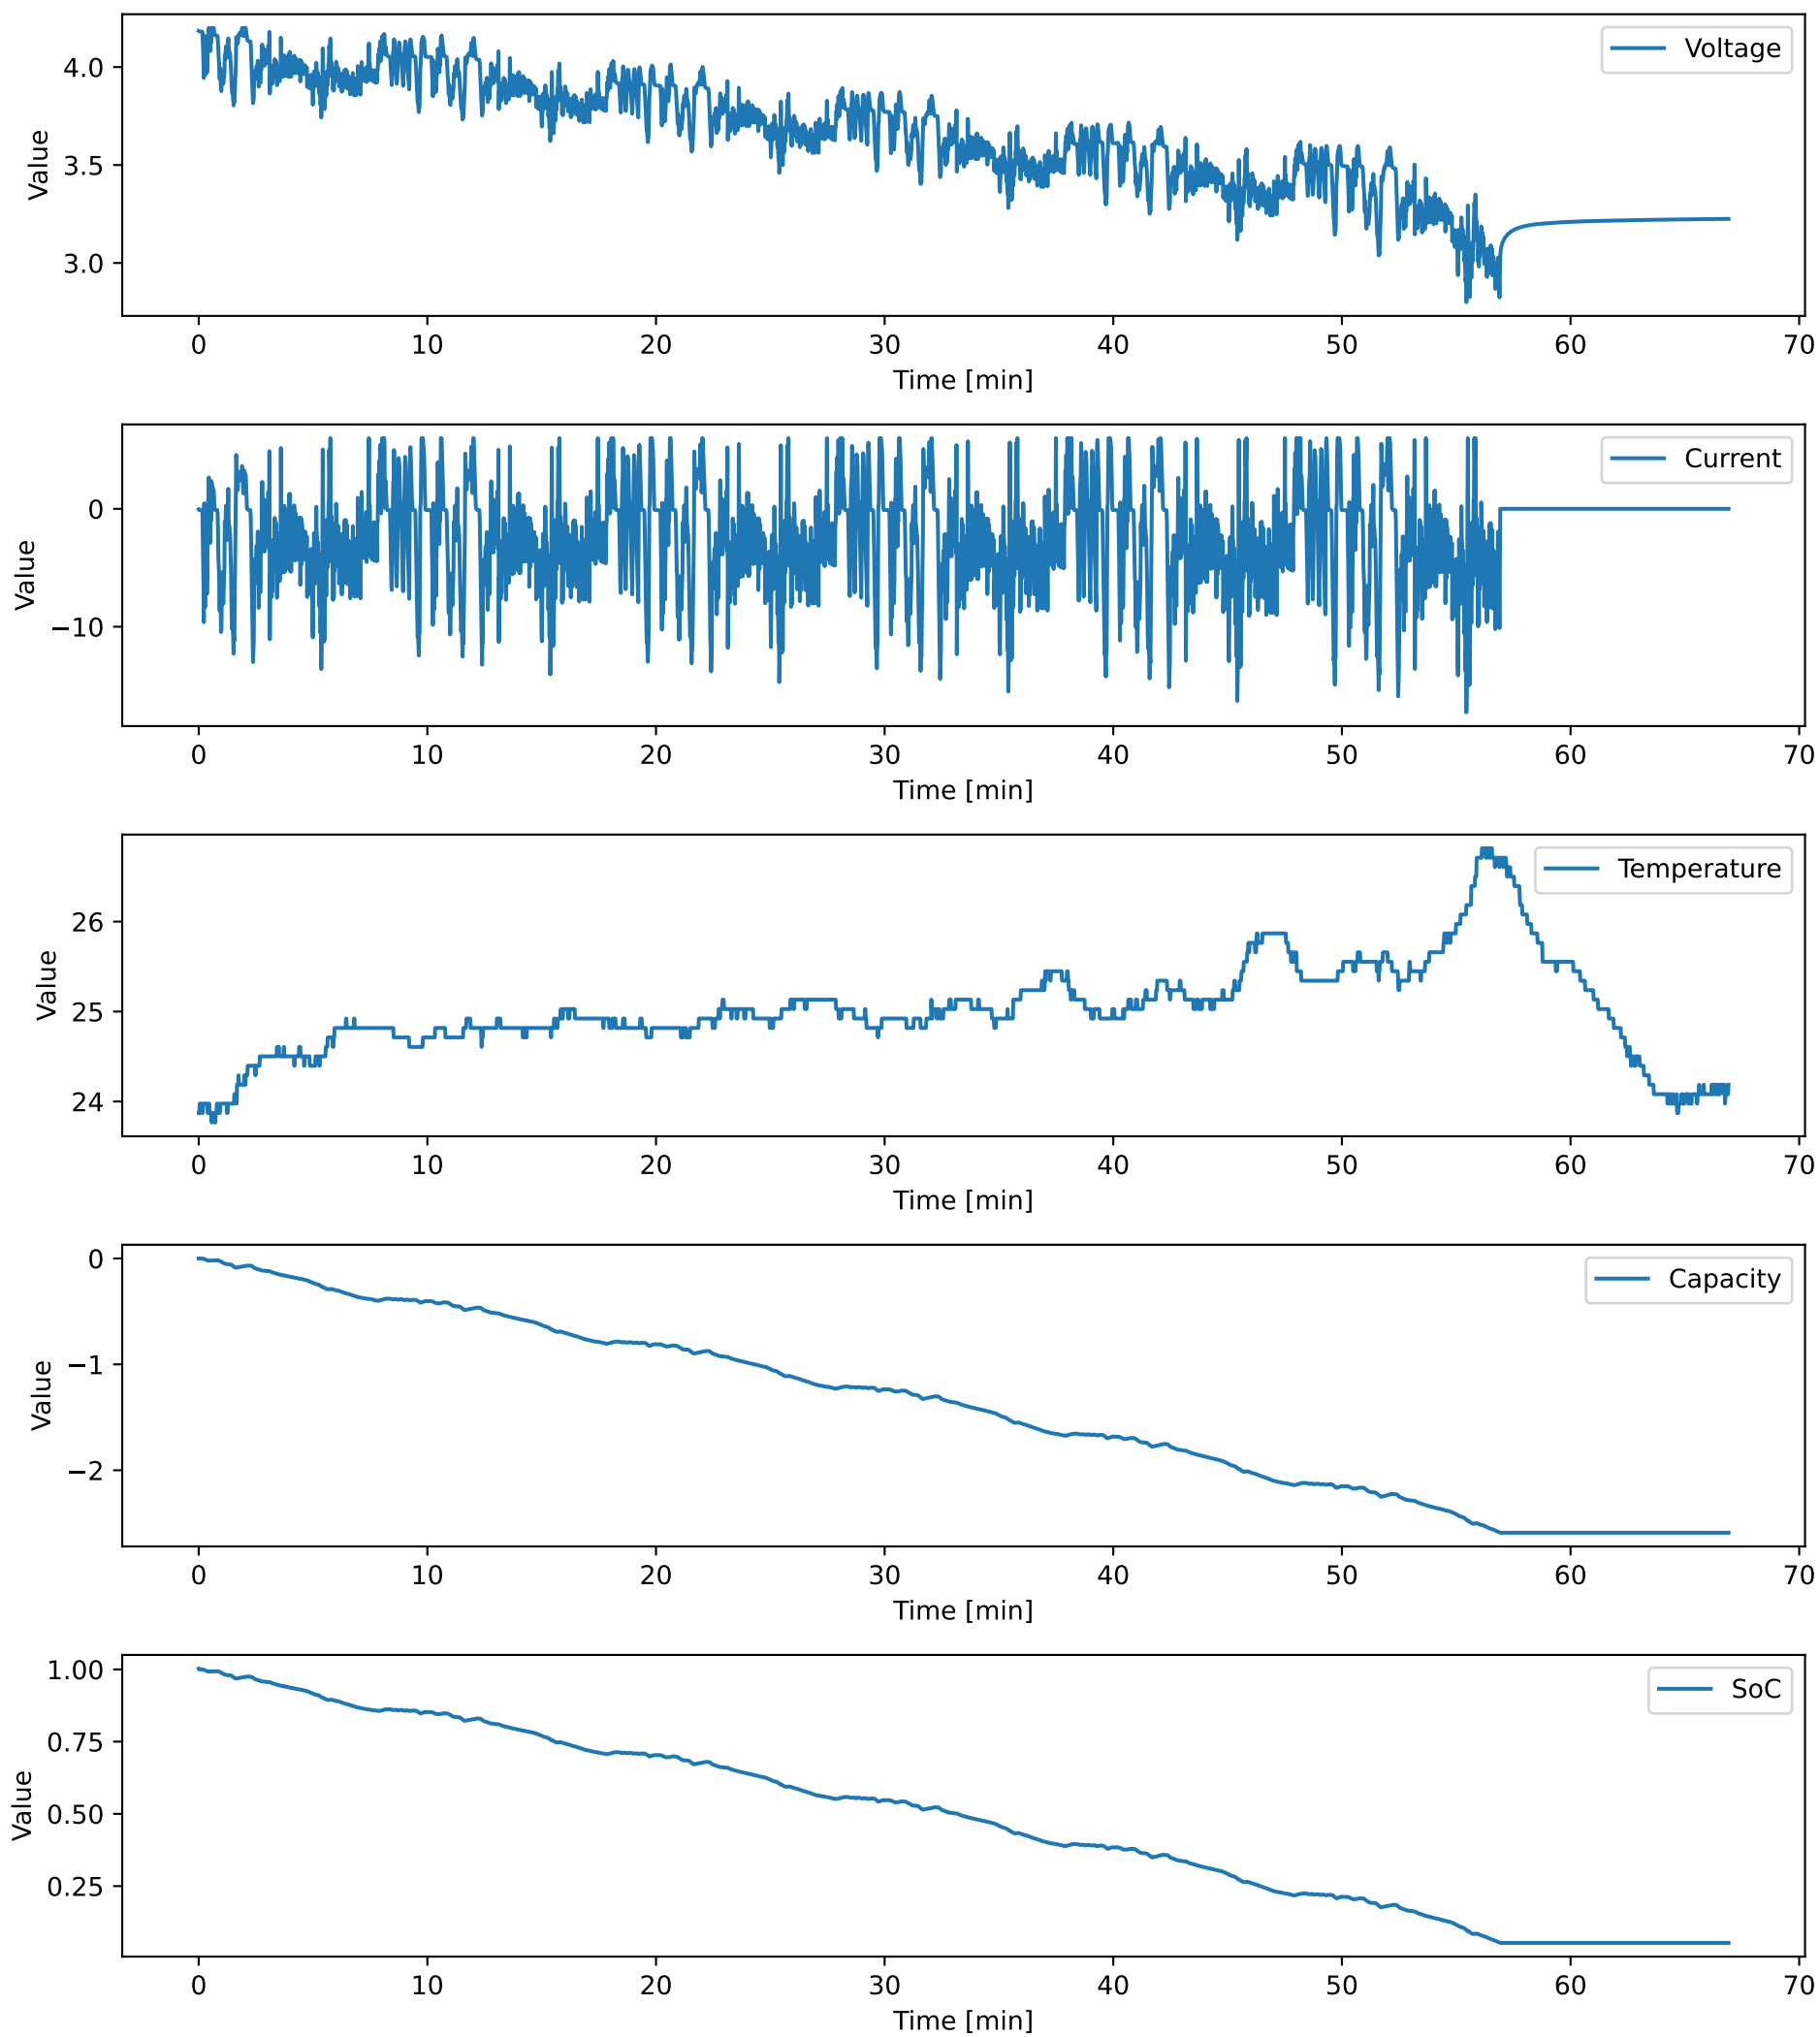 Voltage
4.0
3.5
3.0
Value
0 10 20 30 40 50 60 70
Time [min]
Current
0
−10
Value
0 10 20 30 40 50 60 70
Time [min]
Temperature
26
25
24
Value
0 10 20 30 40 50 60 70
Time [min]
Capacity
0
−1
−2
Value
0 10 20 30 40 50 60 70
Time [min]
SoC
1.00
0.75
0.50
0.25
Value
0 10 20 30 40 50 60 70
Time [min]